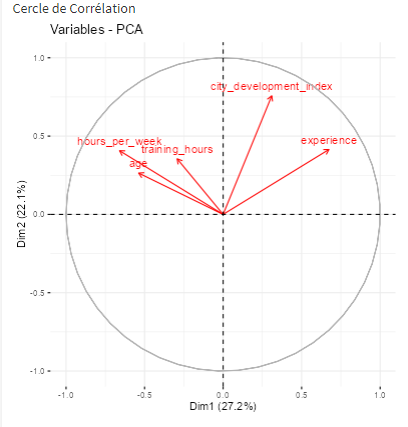 Cercle de Corrélation
Variables - PCA
1.0
city_development_index
0.5
hours_per_week
experience
training_hours
age
Dim2 (22.1%)
0.0
-0.5
-1.0
-1.0 -0.5 0.0 0.5 1.0
Dim1 (27.2%)